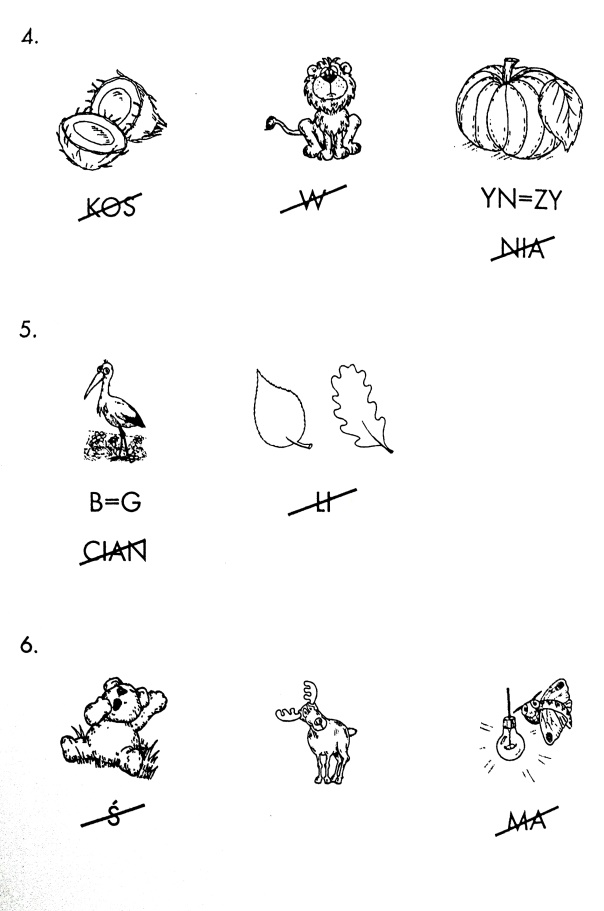 4.
KOS W YN=ZY
NIA
5.
B=G LI
CIAN
6.
Ś MA